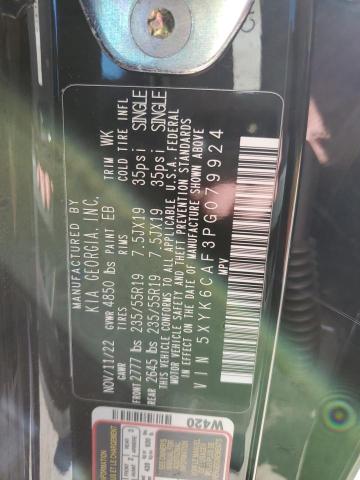 MANUFACTURED BY
KIA GEORGIA, INC.
NOV/11/22 GVWR 4850 lbs PAINT EB TRIM WK
GAWR RIMS COLD TIRE INFL
FRONT 2777 lbs 235/55R19 7.5JX19 35psi SINGLE
REAR 2645 lbs 235/55R19 7.5JX19 35psi SINGLE
THIS VEHICLE CONFORMS TO ALL APPLICABLE U.S.A. FEDERAL
MOTOR VEHICLE SAFETY AND THEFT PREVENTION STANDARDS
IN EFFECT ON THE DATE OF MANUFACTURE SHOWN ABOVE
VIN 5XYK6CAF3PG079924
MPV
W420